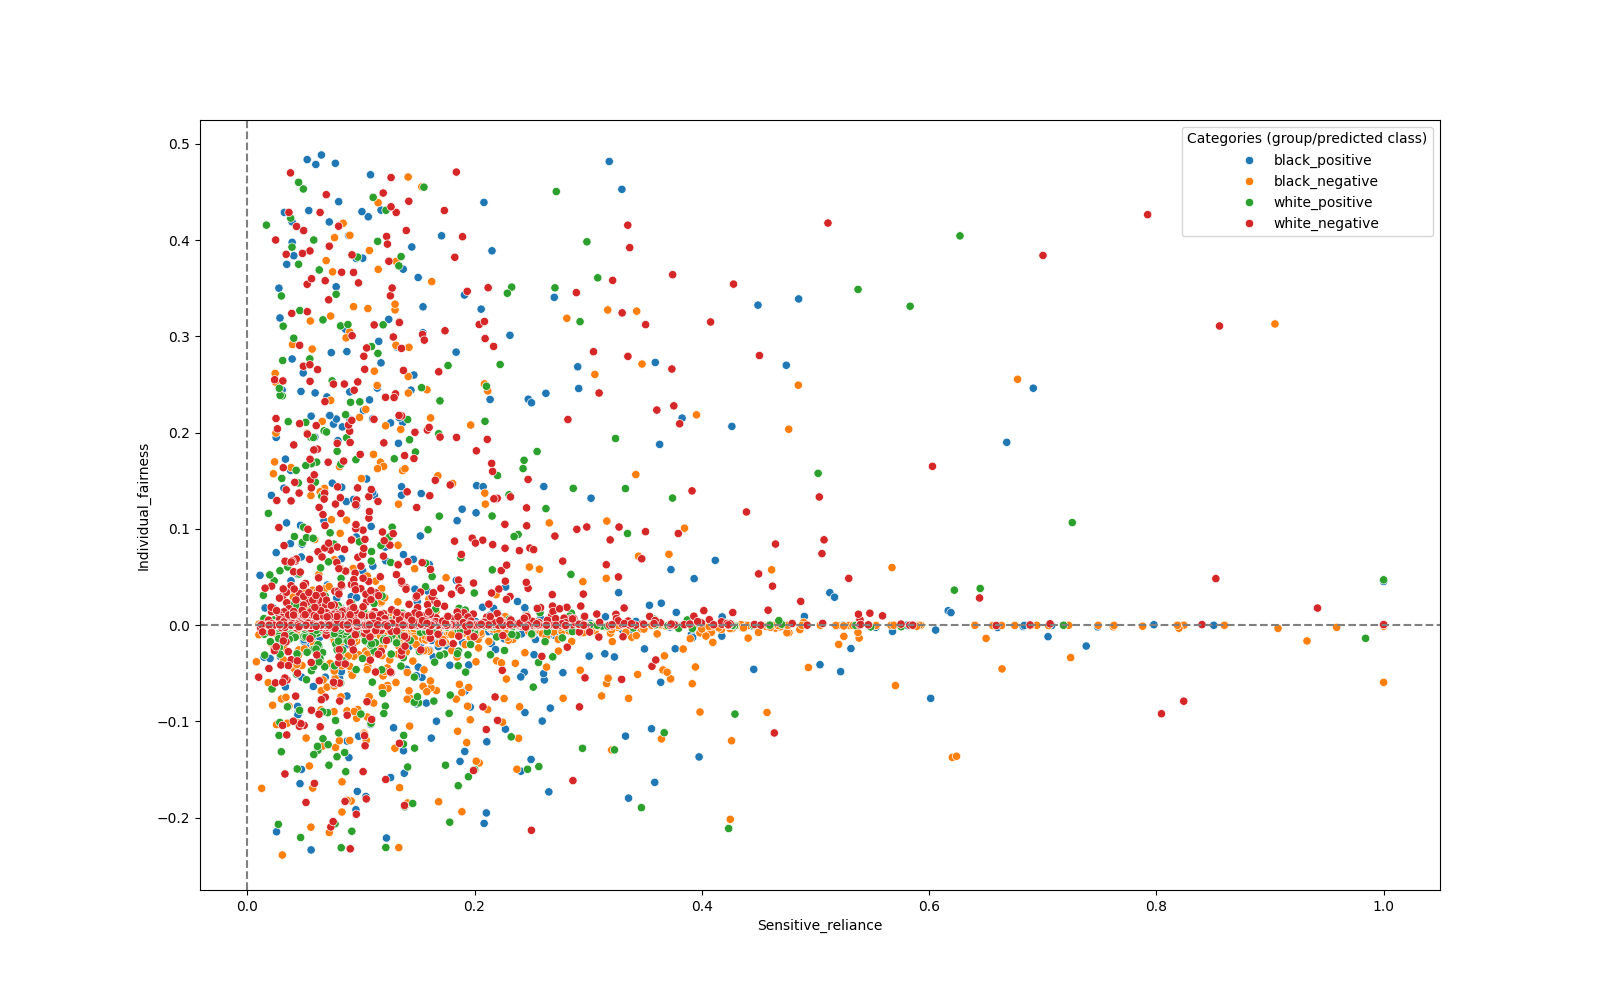 Categories (group/predicted class)
black_positive
black_negative
white_positive
white_negative
0.5
0.4
0.3
0.2
0.1
0.0
−0.1
−0.2
Individual_fairness
0.0
0.2
0.4
0.6
0.8
1.0
Sensitive_reliance